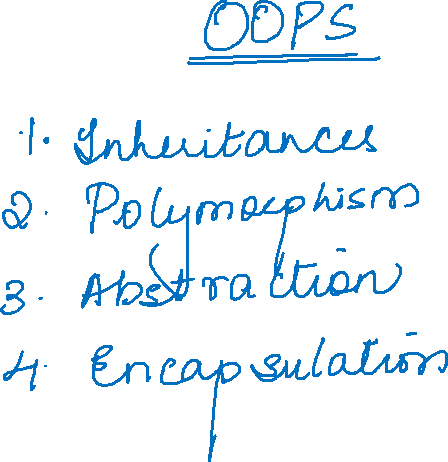 OOPS
1. Inheritances
2. Polymorphism
3. Abstraction
4. Encapsulation